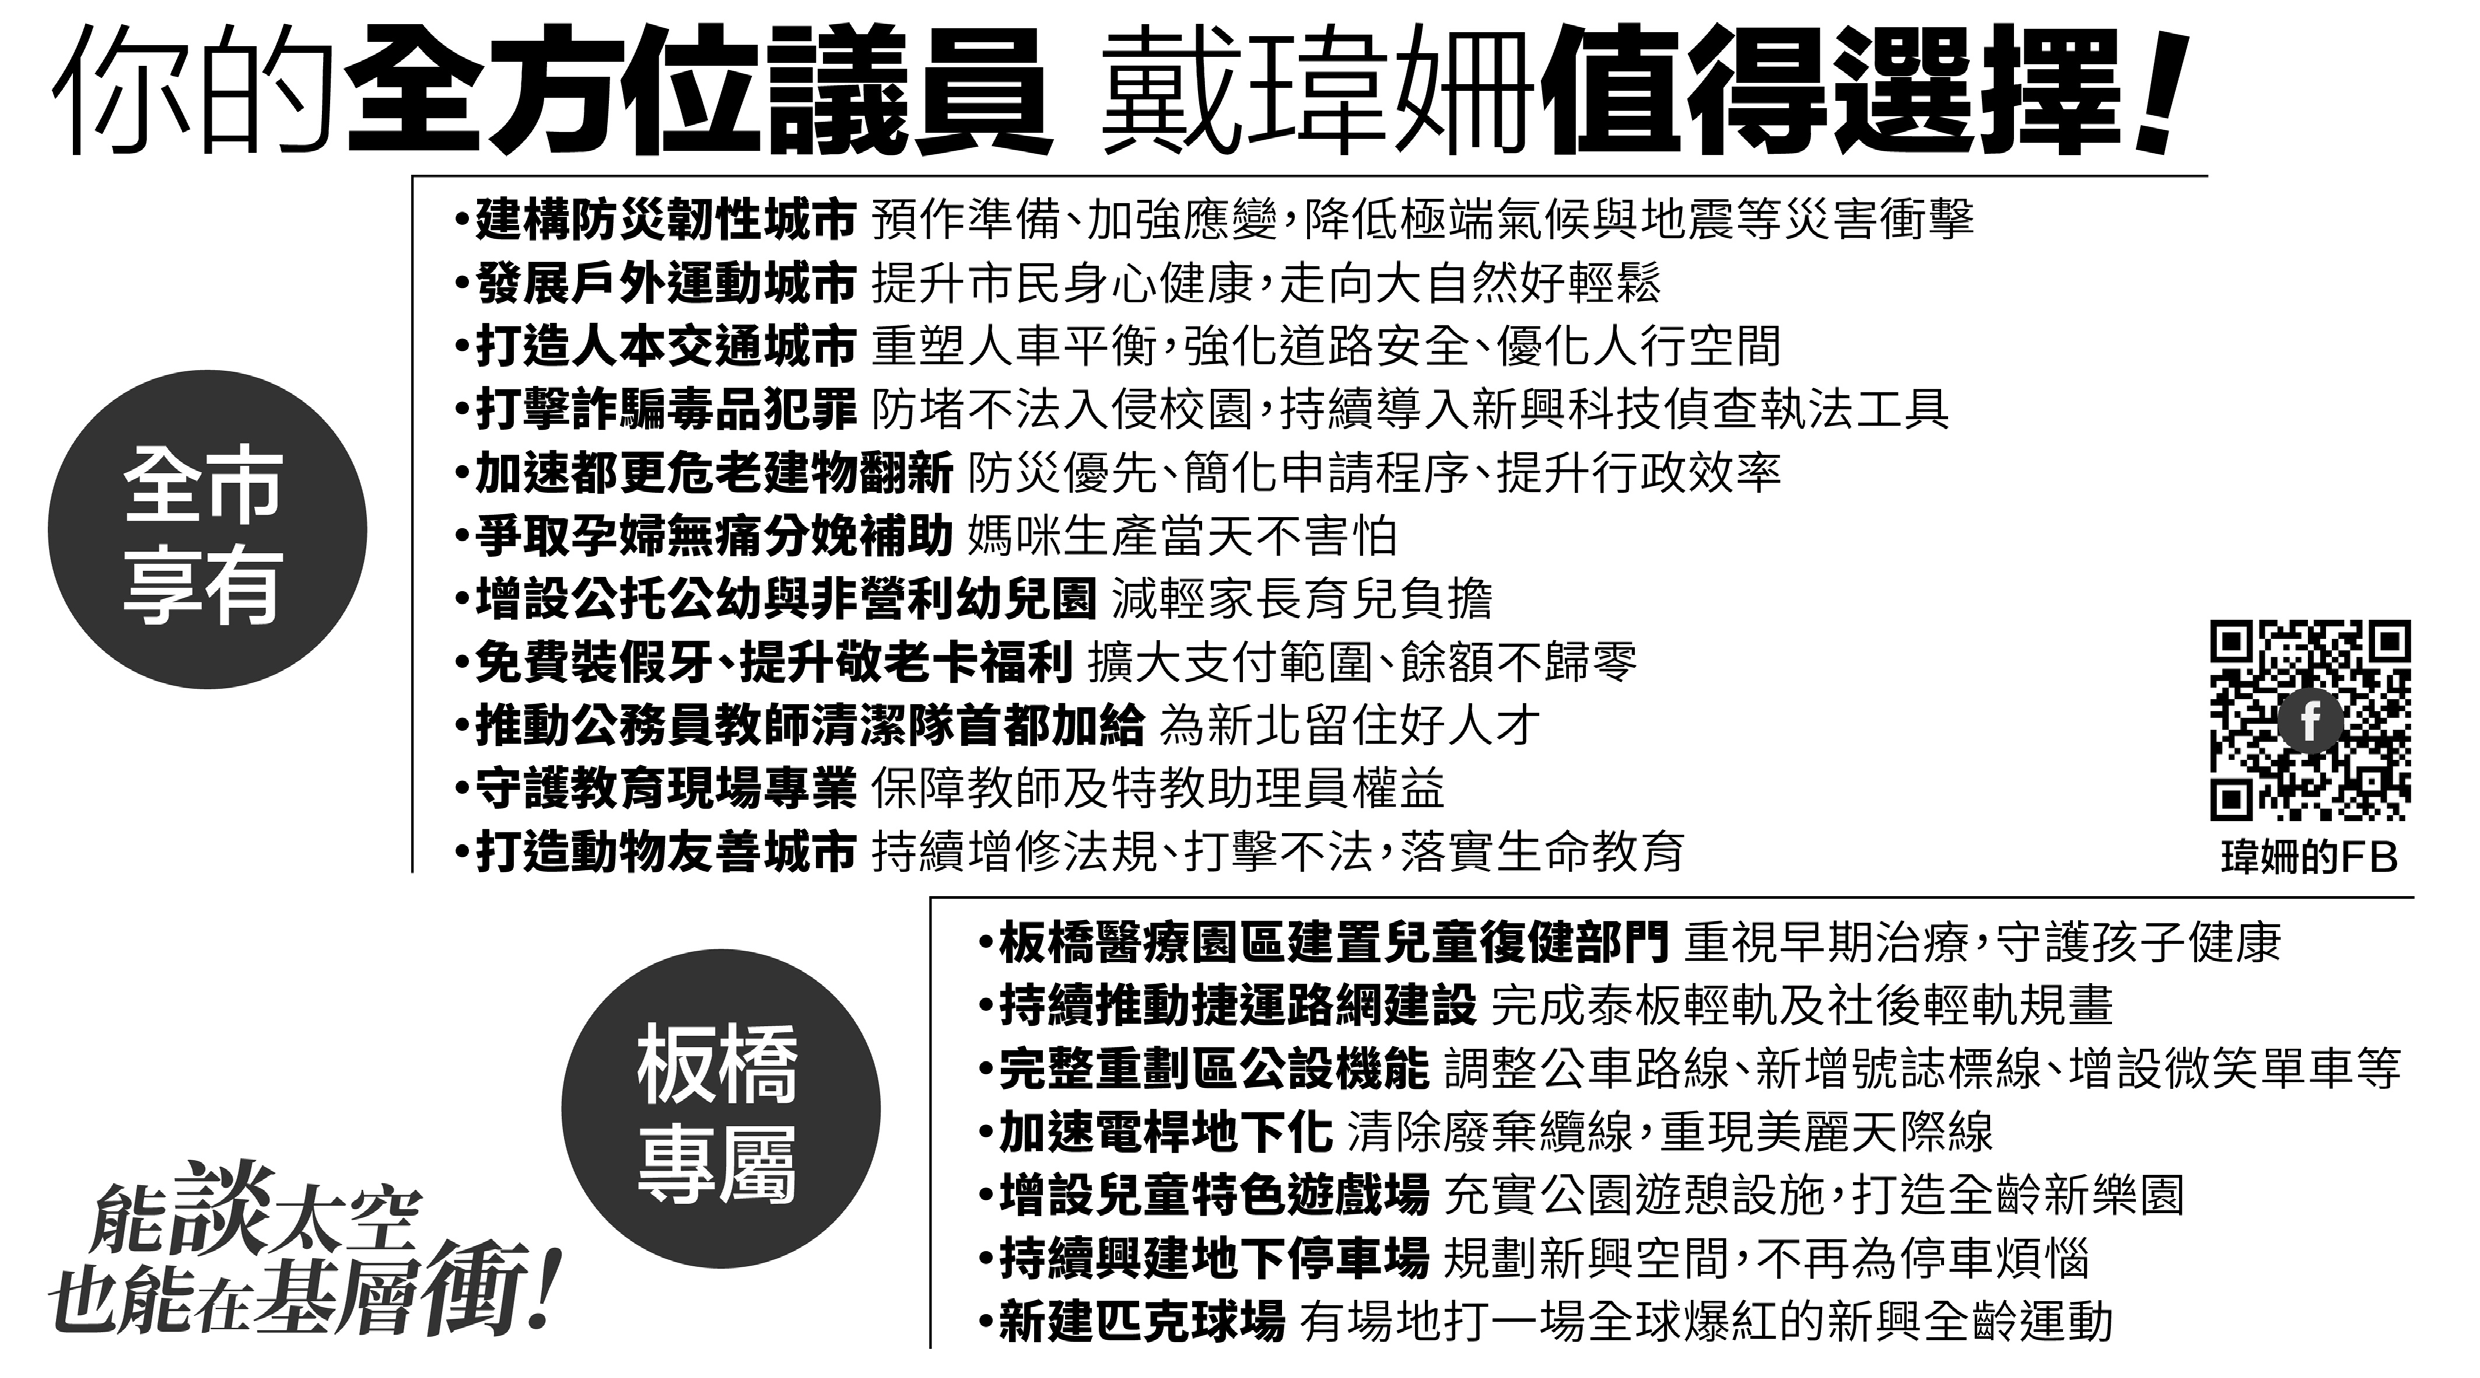 你的全方位議員 戴瑋姍值得選擇！
全市
享有
•建構防災韌性城市 預作準備、加強應變，降低極端氣候與地震等災害衝擊
•發展戶外運動城市 提升市民身心健康，走向大自然好輕鬆
•打造人本交通城市 重塑人車平衡，強化道路安全、優化人行空間
•打擊詐騙毒品犯罪 防堵不法入侵校園，持續導入新興科技偵查執法工具
•加速都更危老建物翻新 防災優先、簡化申請程序、提升行政效率
•爭取孕婦無痛分娩補助 媽咪生產當天不害怕
•增設公托公幼與非營利幼兒園 減輕家長育兒負擔
•免費裝假牙、提升敬老卡福利 擴大支付範圍、餘額不歸零
•推動公務員教師清潔隊首都加給 為新北留住好人才
•守護教育現場專業 保障教師及特教助理員權益
•打造動物友善城市 持續增修法規、打擊不法，落實生命教育
f
瑋姍的FB
板橋
專屬
•板橋醫療園區建置兒童復健部門 重視早期治療，守護孩子健康
•持續推動捷運路網建設 完成泰板輕軌及社後輕軌規畫
•完整重劃區公設機能 調整公車路線、新增號誌標線、增設微笑單車等
•加速電桿地下化 清除廢棄纜線，重現美麗天際線
•增設兒童特色遊戲場 充實公園遊憩設施，打造全齡新樂園
•持續興建地下停車場 規劃新興空間，不再為停車煩惱
•新建匹克球場 有場地打一場全球爆紅的新興全齡運動
能談太空
也能在基層衝！